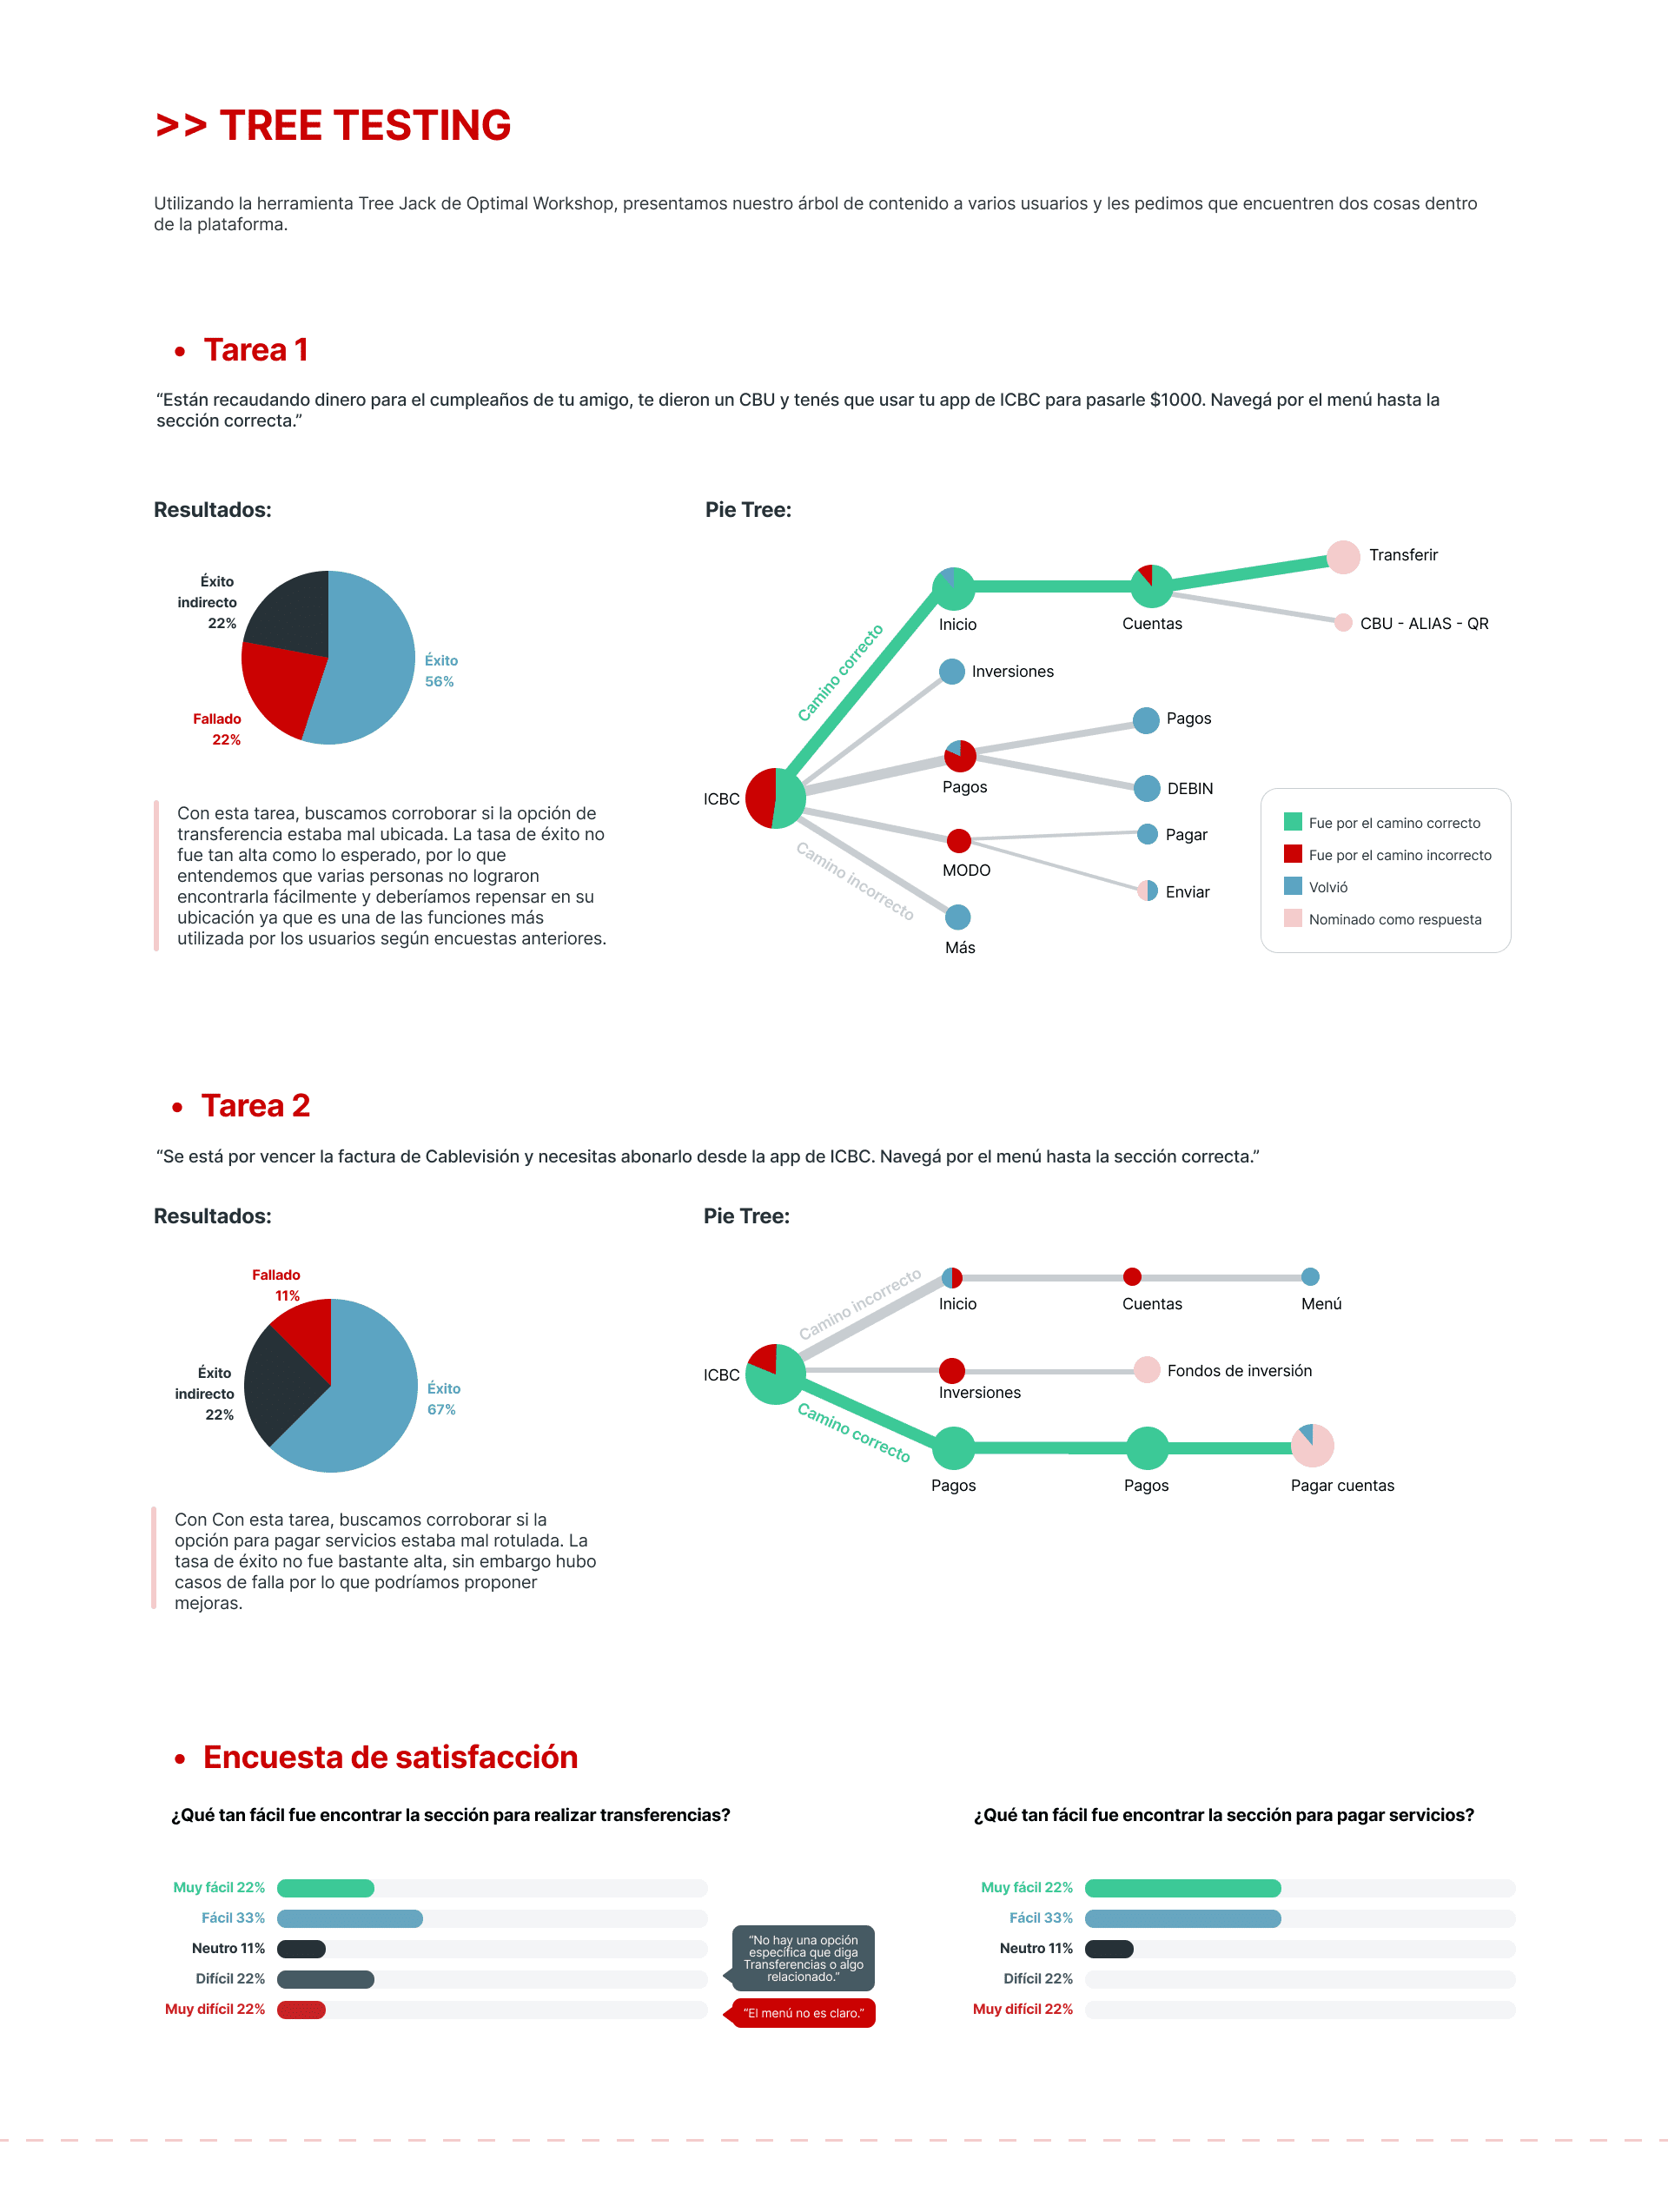 >> TREE TESTING
Utilizando la herramienta Tree Jack de Optimal Workshop, presentamos nuestro árbol de contenido a varios usuarios y les pedimos que encuentren dos cosas dentro
de la plataforma.
• Tarea 1
“Están recaudando dinero para el cumpleaños de tu amigo, te dieron un CBU y tenés que usar tu app de ICBC para pasarle $1000. Navegá por el menú hasta la
sección correcta.”
Resultados:
Éxito
indirecto
22%
Éxito
56%
Fallado
22%
Con esta tarea, buscamos corroborar si la opción de
transferencia estaba mal ubicada. La tasa de éxito no
fue tan alta como lo esperado, por lo que
entendemos que varias personas no lograron
encontrarla fácilmente y deberíamos repensar en su
ubicación ya que es una de las funciones más
utilizada por los usuarios según encuestas anteriores.
Pie Tree:
Transferir
CBU - ALIAS - QR
Inicio
Cuentas
Camino correcto
Inversiones
Pagos
Pagos
DEBIN
ICBC
Pagar
MODO
Enviar
Camino incorrecto
Más
Fue por el camino correcto
Fue por el camino incorrecto
Volvió
Nominado como respuesta
• Tarea 2
“Se está por vencer la factura de Cablevisión y necesitas abonarlo desde la app de ICBC. Navegá por el menú hasta la sección correcta.”
Resultados:
Fallado
11%
Éxito
indirecto
22%
Éxito
67%
Con Con esta tarea, buscamos corroborar si la
opción para pagar servicios estaba mal rotulada. La
tasa de éxito no fue bastante alta, sin embargo hubo
casos de falla por lo que podríamos proponer
mejoras.
Pie Tree:
Camino incorrecto
Inicio
Cuentas
Menú
ICBC
Inversiones
Fondos de inversión
Camino correcto
Pagos
Pagos
Pagar cuentas
• Encuesta de satisfacción
¿Qué tan fácil fue encontrar la sección para realizar transferencias?
Muy fácil 22%
Fácil 33%
Neutro 11%
Difícil 22%
Muy difícil 22%
“No hay una opción
específica que diga
Transferencias o algo
relacionado.”
“El menú no es claro.”
¿Qué tan fácil fue encontrar la sección para pagar servicios?
Muy fácil 22%
Fácil 33%
Neutro 11%
Difícil 22%
Muy difícil 22%